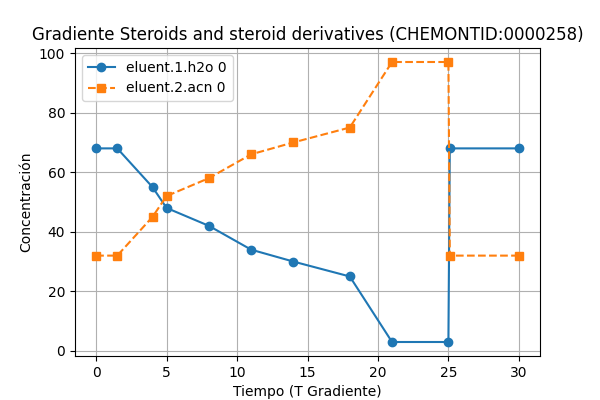 Gradiente Steroids and steroid derivatives (CHEMONTID:0000258)
100
80
60
40
20
0
Concentración
eluent.1.h2o 0
eluent.2.acn 0
0 5 10 15 20 25 30
Tiempo (T Gradiente)